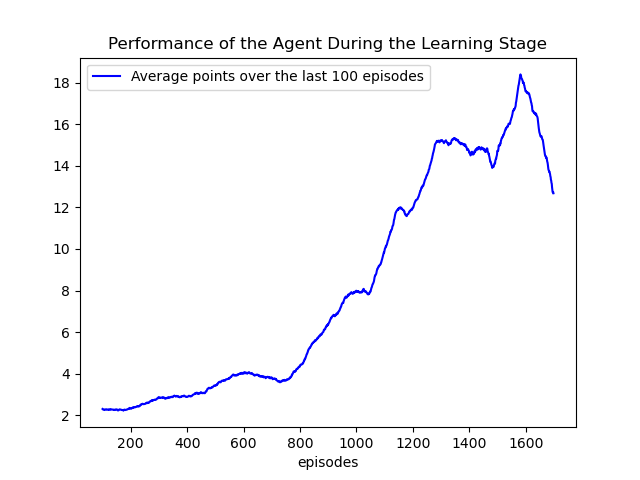 Performance of the Agent During the Learning Stage
Average points over the last 100 episodes
18
16
14
12
10
8
6
4
2
200 400 600 800 1000 1200 1400 1600
episodes